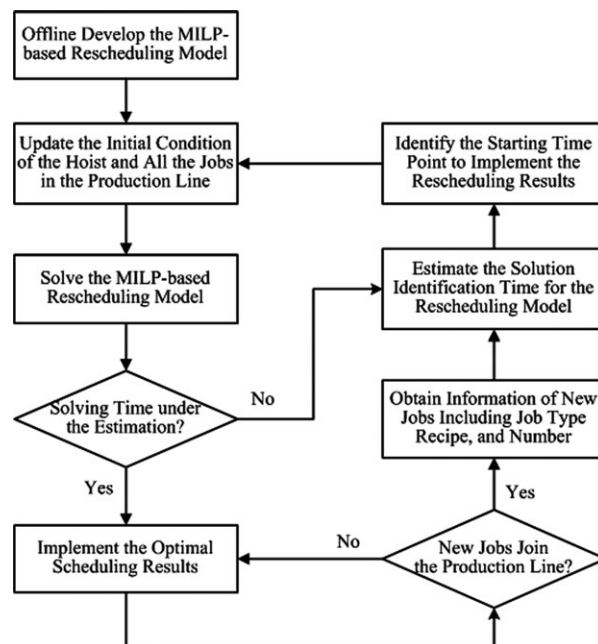 Offline Develop the MILP-
based Rescheduling Model
Update the Initial Condition
of the Hoist and All the Jobs
in the Production Line
Identify the Starting Time
Point to Implement the
Rescheduling Results
Solve the MILP-based
Rescheduling Model
Estimate the Solution
Identification Time for the
Rescheduling Model
Solving Time under
the Estimation?
No
Obtain Information of New
Jobs Including Job Type
Recipe, and Number
Yes
Yes
Implement the Optimal
Scheduling Results
No
New Jobs Join
the Production Line?